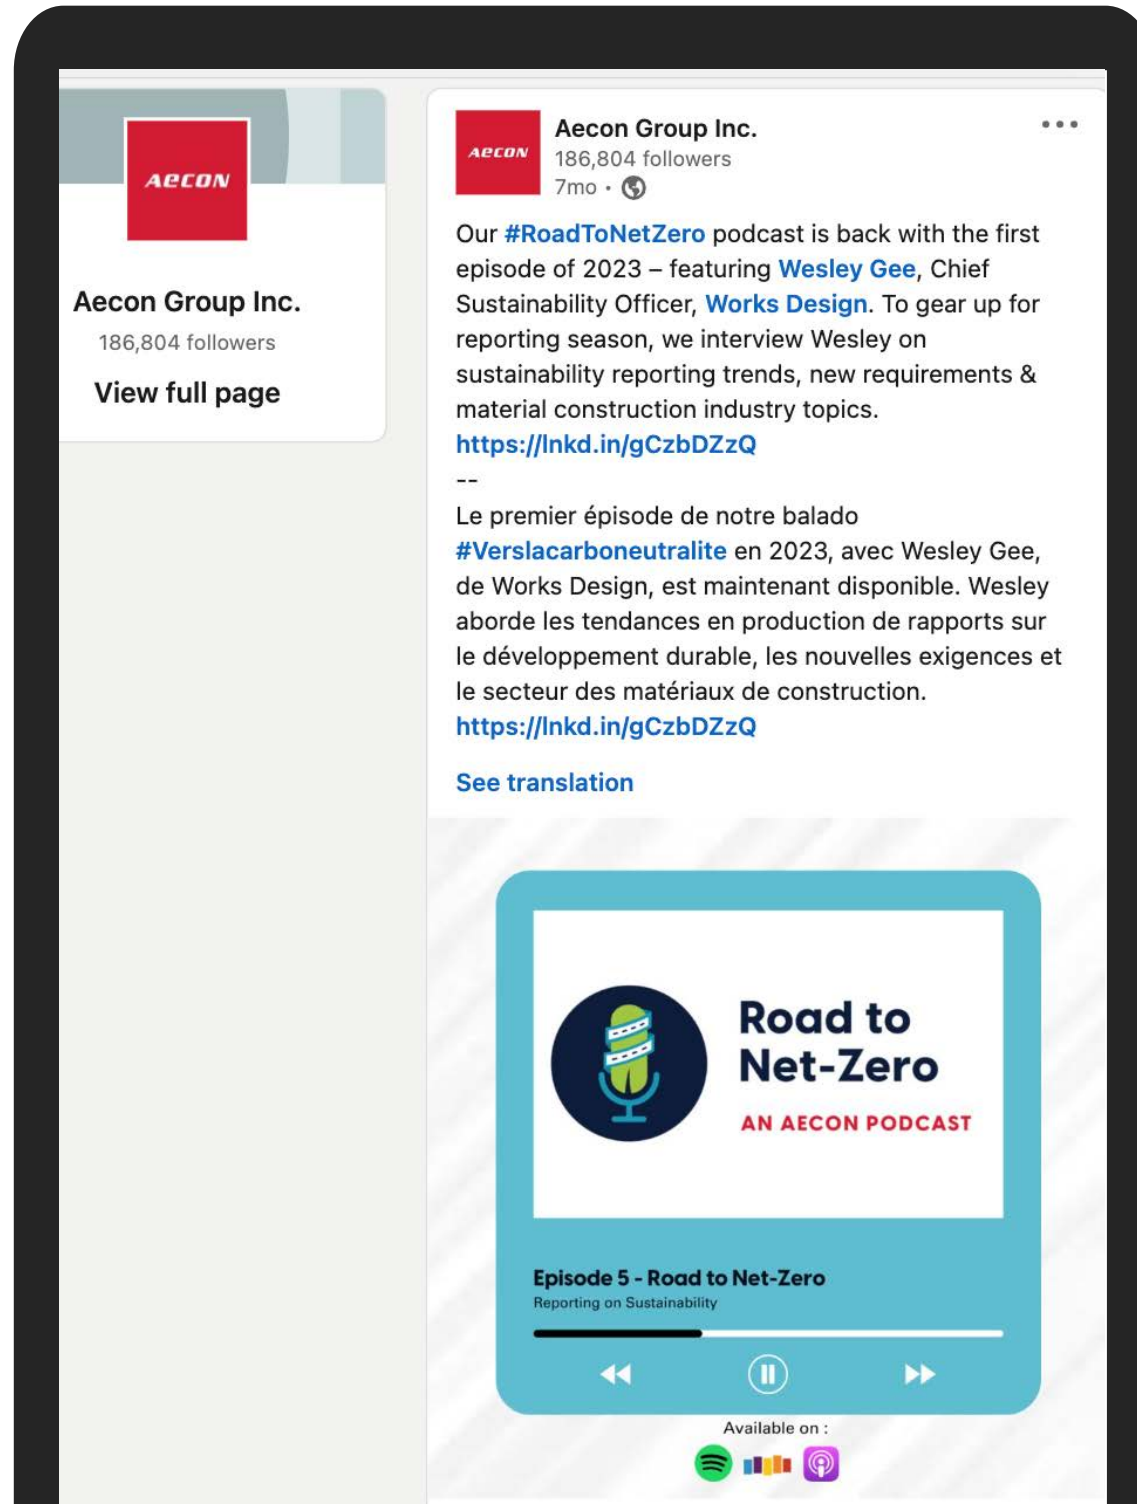 AECON
Aecon Group Inc.
186,804 followers
View full page
AECON
Aecon Group Inc.
186,804 followers
7mo •
Our #RoadToNetZero podcast is back with the first
episode of 2023 – featuring Wesley Gee, Chief
Sustainability Officer, Works Design. To gear up for
reporting season, we interview Wesley on
sustainability reporting trends, new requirements &
material construction industry topics.
https://lnkd.in/gCzbDZzQ
--
Le premier épisode de notre balado
#Verslacarboneutralite en 2023, avec Wesley Gee,
de Works Design, est maintenant disponible. Wesley
aborde les tendances en production de rapports sur
le développement durable, les nouvelles exigences et
le secteur des matériaux de construction.
https://lnkd.in/gCzbDZzQ
See translation
Road to
Net-Zero
AN AECON PODCAST
Episode 5 - Road to Net-Zero
Reporting on Sustainability
Available on :